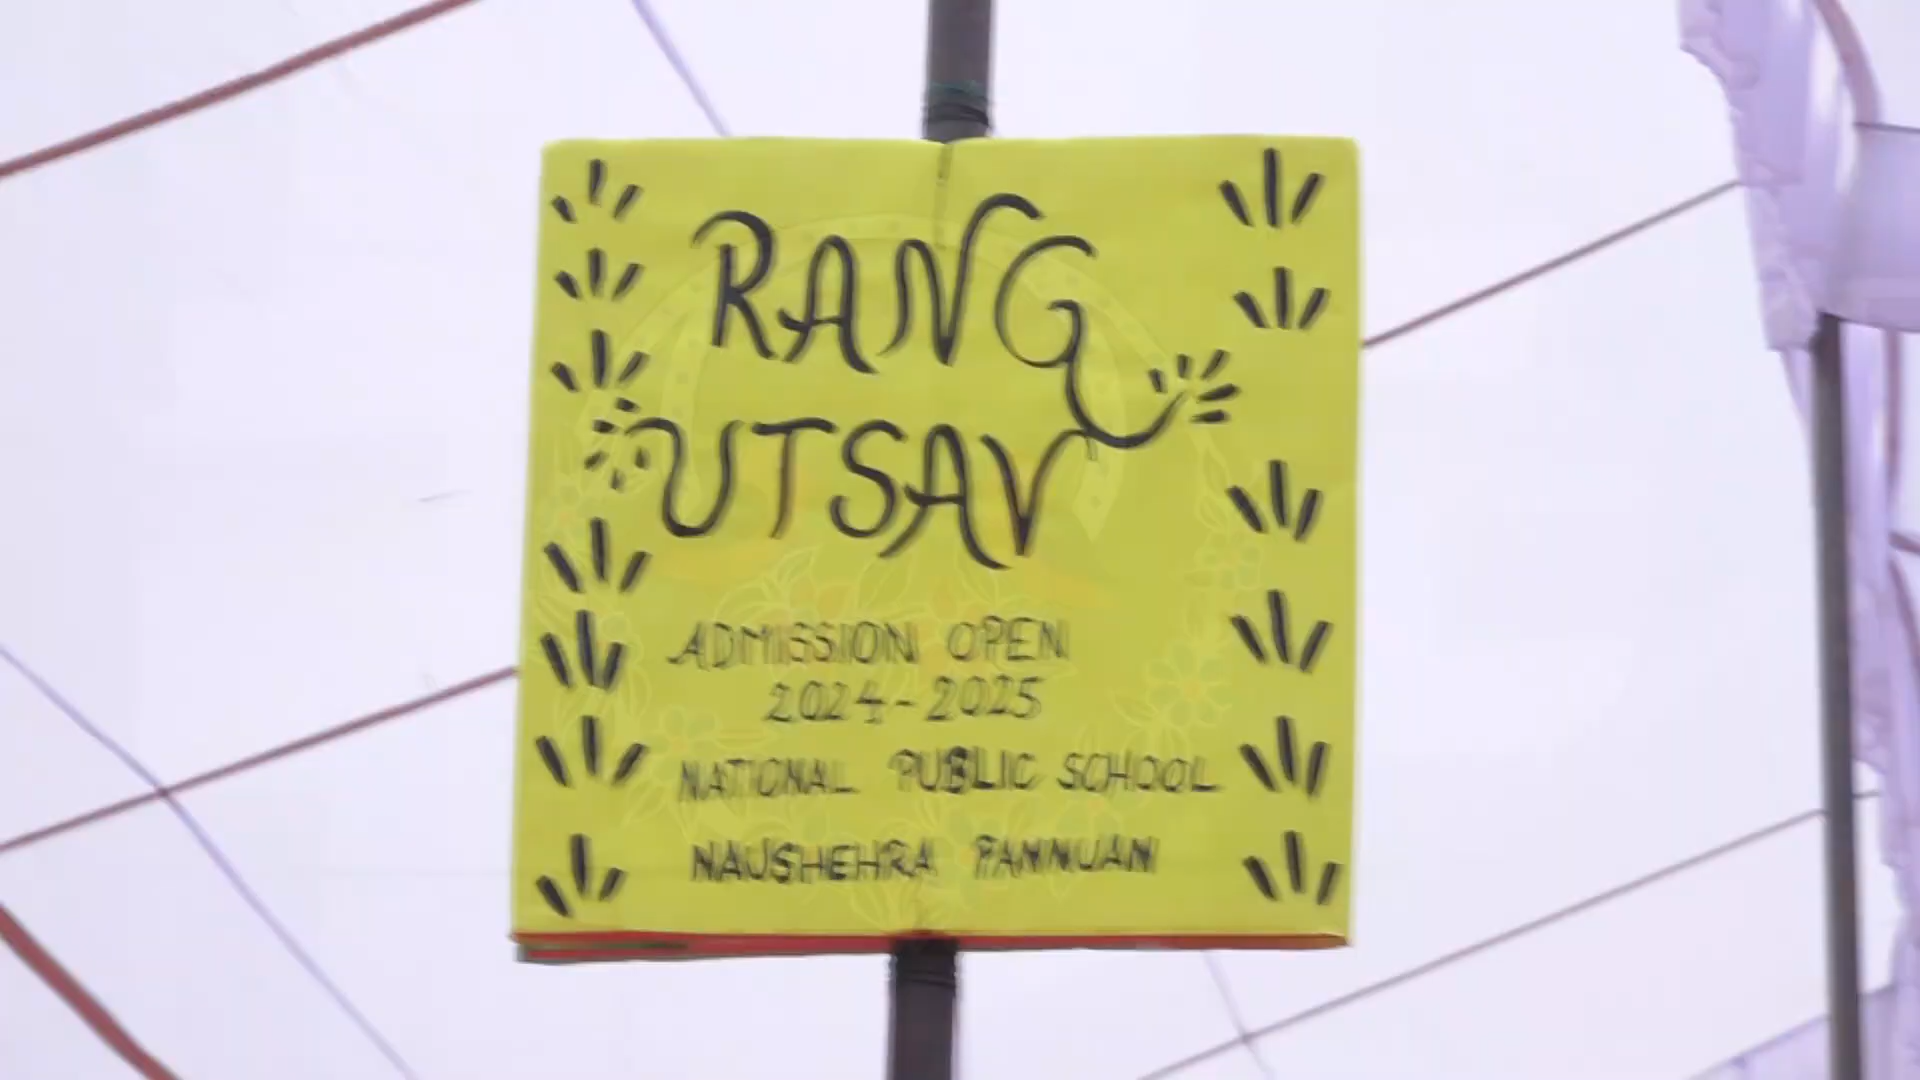 RANG
UTSAV
ADMISSION OPEN
2024-2025
NATIONAL PUBLIC SCHOOL
NAUSHEHRA PANNUAN